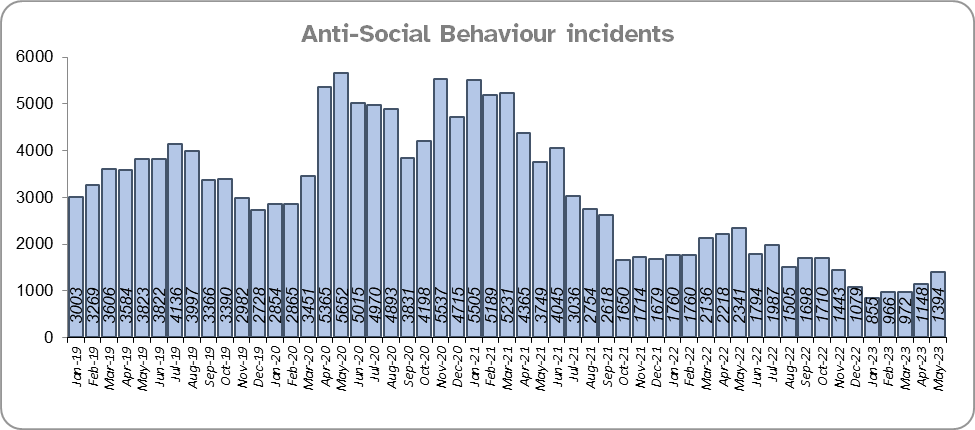 Anti-Social Behaviour incidents
6000
5000
4000
3000
2000
1000
0
3003
3269
3606
3584
3823
3822
4136
3997
3366
3390
2982
2728
2854
2865
3451
5365
5652
5015
4970
4893
3831
4198
5537
4715
5505
5189
5231
4365
3749
4045
3036
2754
2618
1650
1714
1679
1760
1760
2136
2218
2341
1794
1987
1505
1698
1710
1443
1079
853
966
972
1148
1394
Jan-19
Feb-19
Mar-19
Apr-19
May-19
Jun-19
Jul-19
Aug-19
Sep-19
Oct-19
Nov-19
Dec-19
Jan-20
Feb-20
Mar-20
Apr-20
May-20
Jun-20
Jul-20
Aug-20
Sep-20
Oct-20
Nov-20
Dec-20
Jan-21
Feb-21
Mar-21
Apr-21
May-21
Jun-21
Jul-21
Aug-21
Sep-21
Oct-21
Nov-21
Dec-21
Jan-22
Feb-22
Mar-22
Apr-22
May-22
Jun-22
Jul-22
Aug-22
Sep-22
Oct-22
Nov-22
Dec-22
Jan-23
Feb-23
Mar-23
Apr-23
May-23